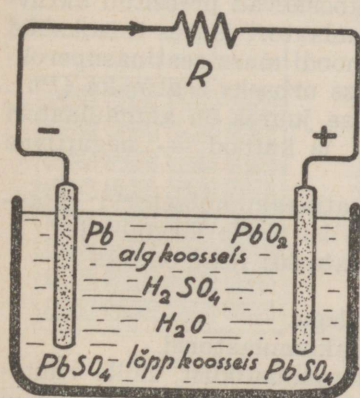 R
− +
Pb PbO₂
algkoosseis
H₂SO₄
H₂O
lõppkoosseis
PbSO₄ PbSO₄